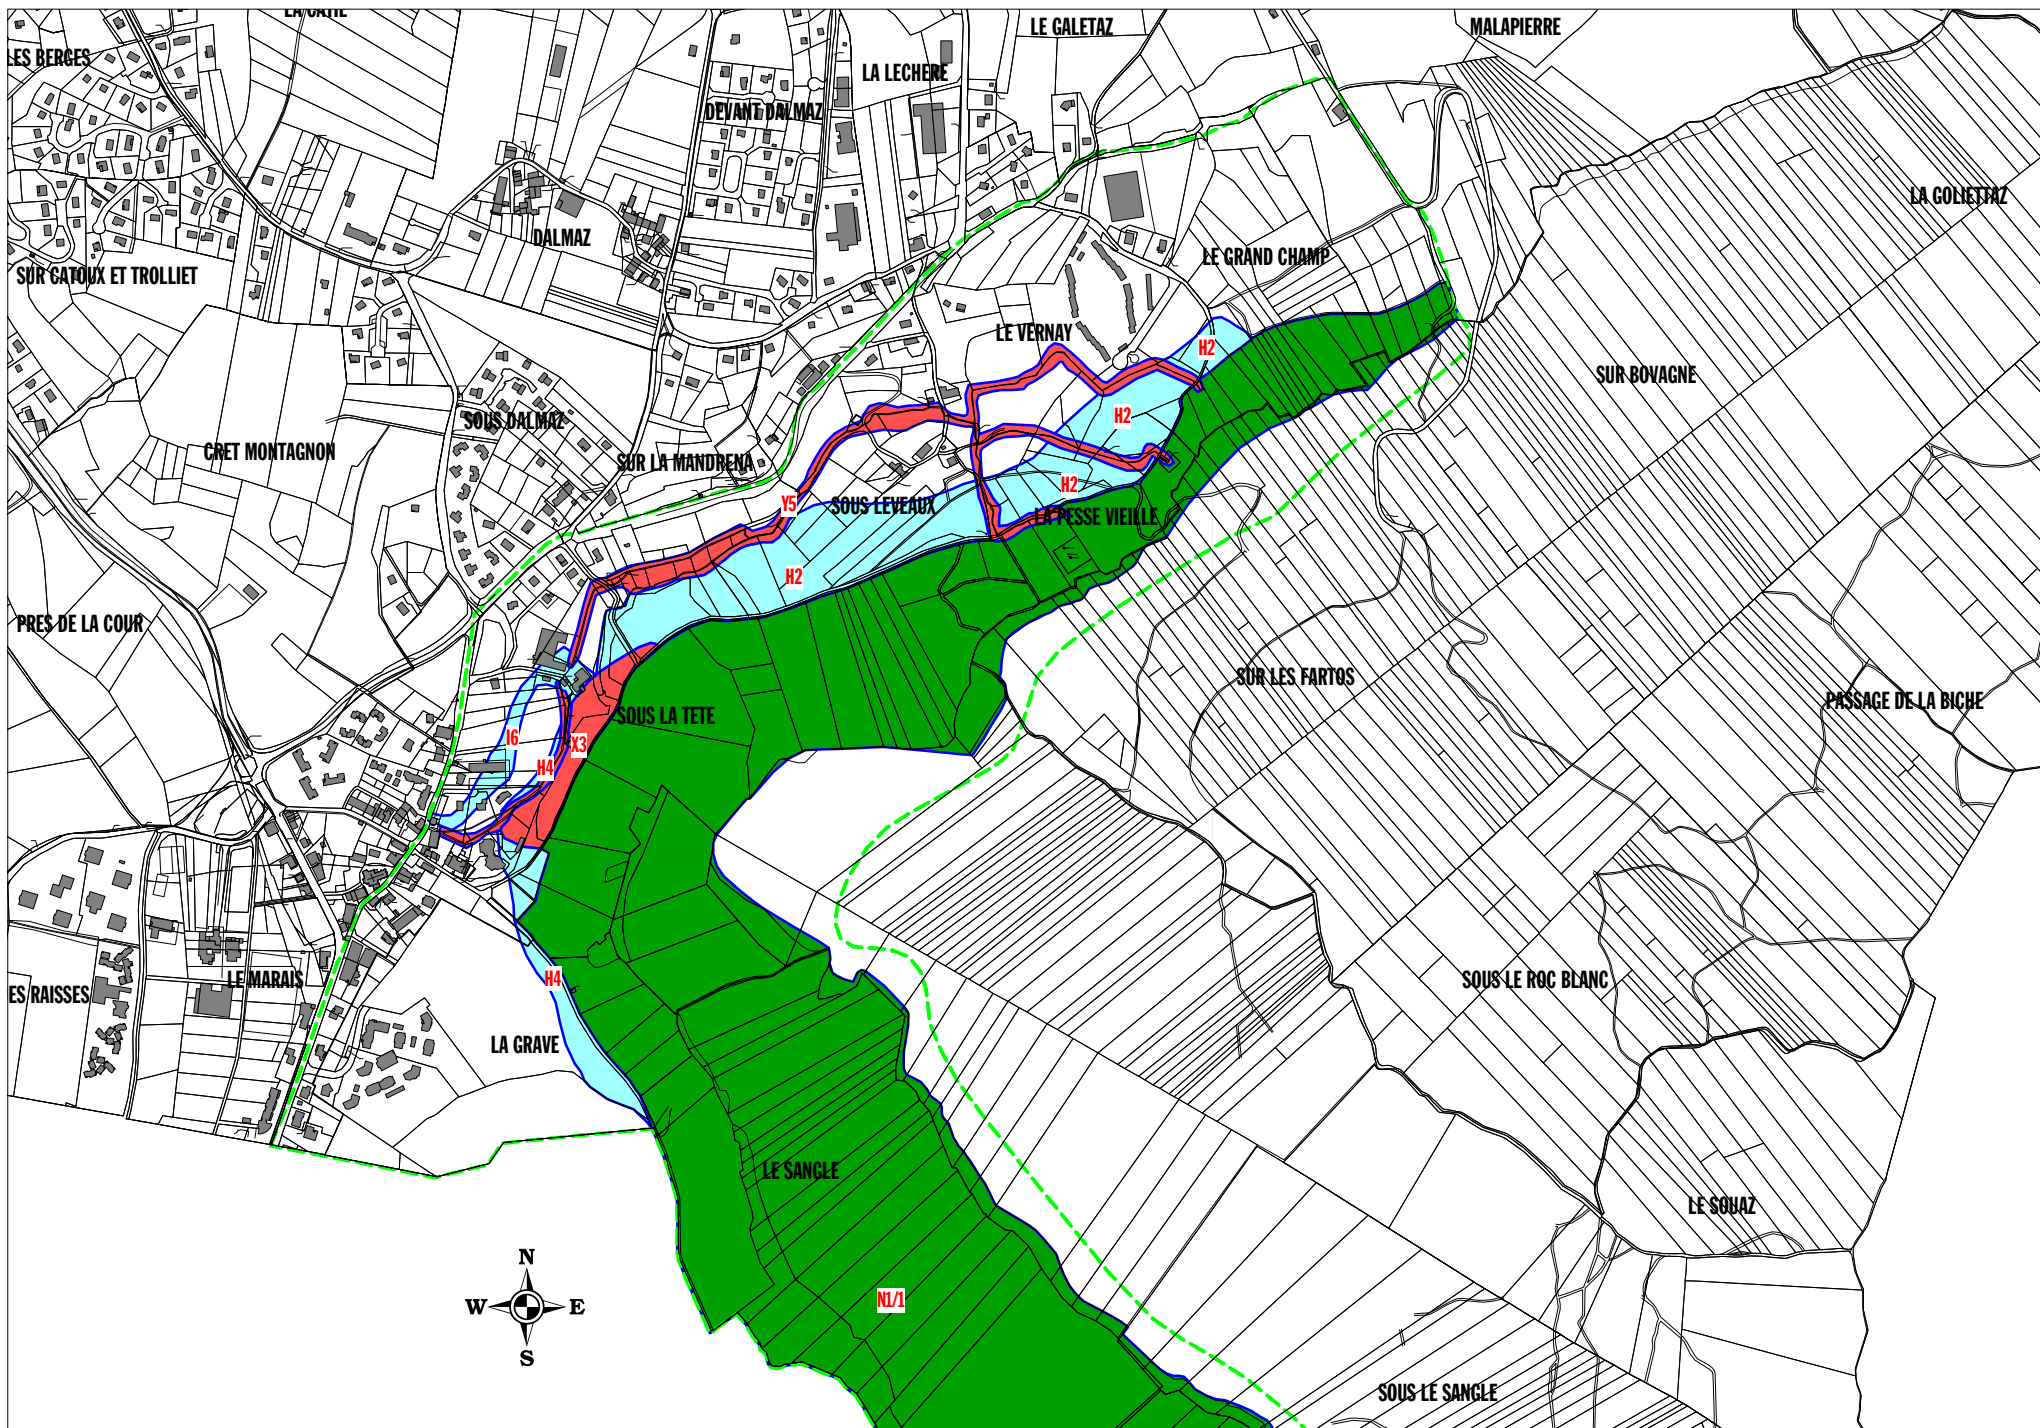 LE GALETAZ
MALAPIERRE
LES BERGES
LA LECHERE
DEVANT DALMAZ
LA GOLIETTAZ
DALMAZ
LE GRAND CHAMP
SUR CATOUX ET TROLLIET
LE VERNAY
H2
SUR BOVAGNE
H2
SOUS DALMAZ
CRET MONTAGNON
SUR LA MANDRENA
H2
Y5
SOUS LEVEAUX
LA PESSE VIEILLE
H2
PRES DE LA COUR
SUR LES FARTOS
PASSAGE DE LA BICHE
SOUS LA TETE
I6
X3
H4
LE MARAIS
H4
SOUS LE ROC BLANC
ES RAISSES
LA GRAVE
LE SANGLE
LE SOUAZ
N
W E
S
N1/1
SOUS LE SANGLE